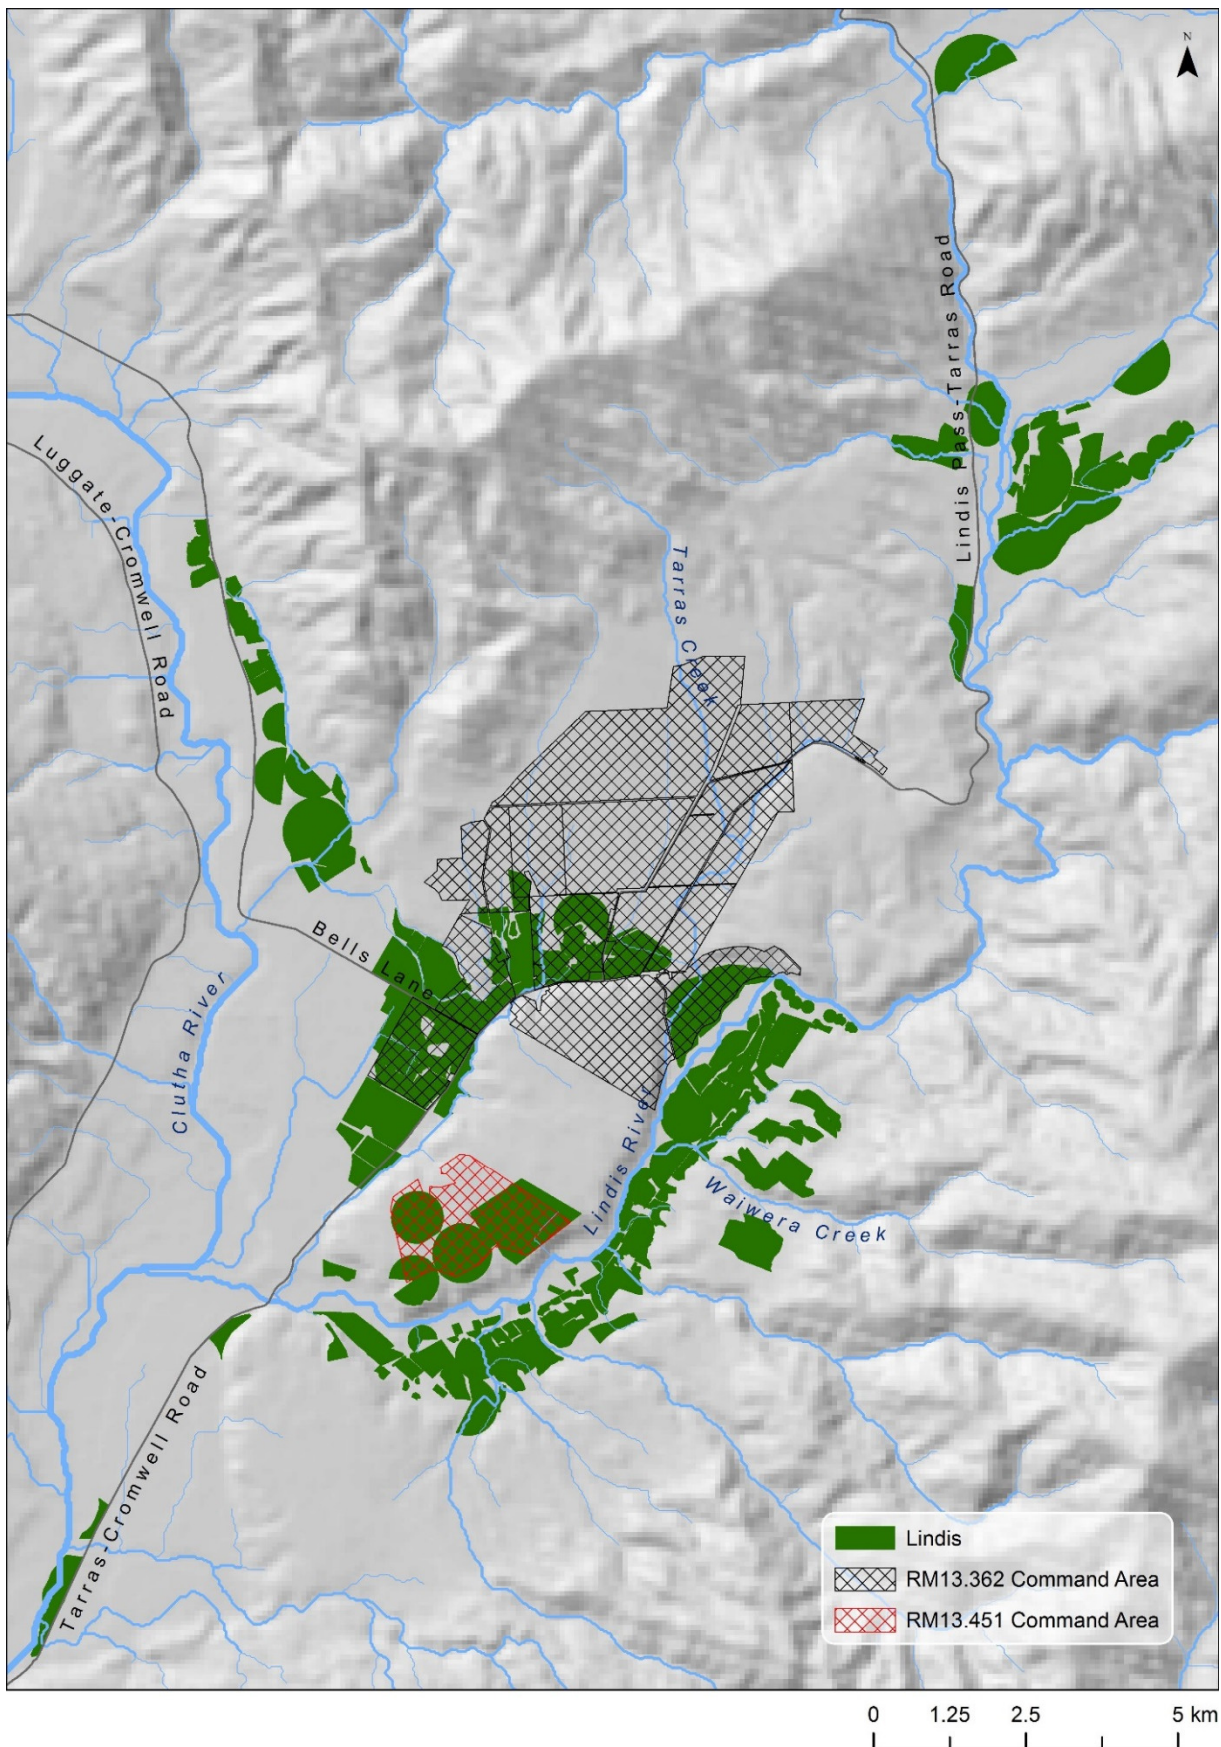 N
Lindis Pass-Tarras Road
Luggate-Cromwell Road
Tarras Creek
Bells Lane
Clutha River
Lindis River
Waiwera Creek
Tarras-Cromwell Road
Lindis
RM13.362 Command Area
RM13.451 Command Area
0 1.25 2.5 5 km